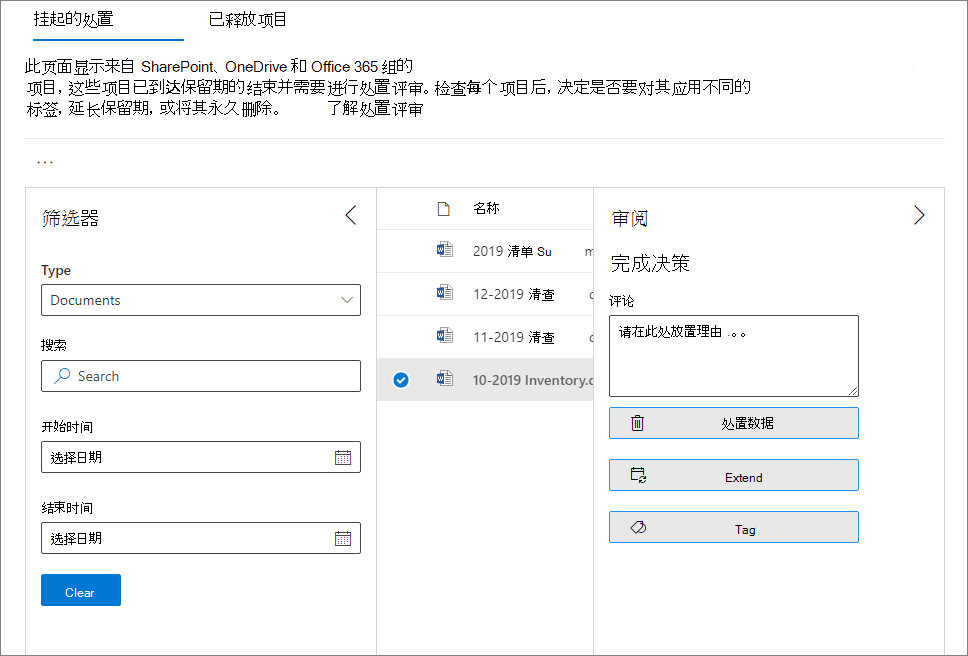 挂起的处置 已释放项目
此页面显示来自 SharePoint、OneDrive 和 Office 365 组的
项目，这些项目已到达保留期的结束并需要进行处置评审。检查每个项目后，决定是否要对其应用不同的
标签，延长保留期，或将其永久删除。 了解处置评审
...
筛选器
Type
Documents
搜索
Search
开始时间
选择日期
结束时间
选择日期
Clear
名称
2019 清单 Su m
12-2019 清查
11-2019 清查
10-2019 Inventory.
审阅
完成决策
评论
请在此处放置理由 .。。
处置数据
Extend
Tag